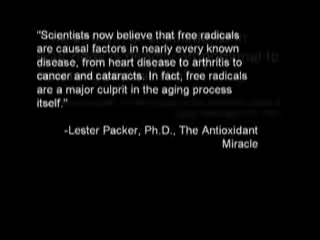 "Scientists now believe that free radicals
are causal factors in nearly every known
disease, from heart disease to arthritis to
cancer and cataracts. In fact, free radicals
are a major culprit in the aging process
itself."
-Lester Packer, Ph.D., The Antioxidant
Miracle